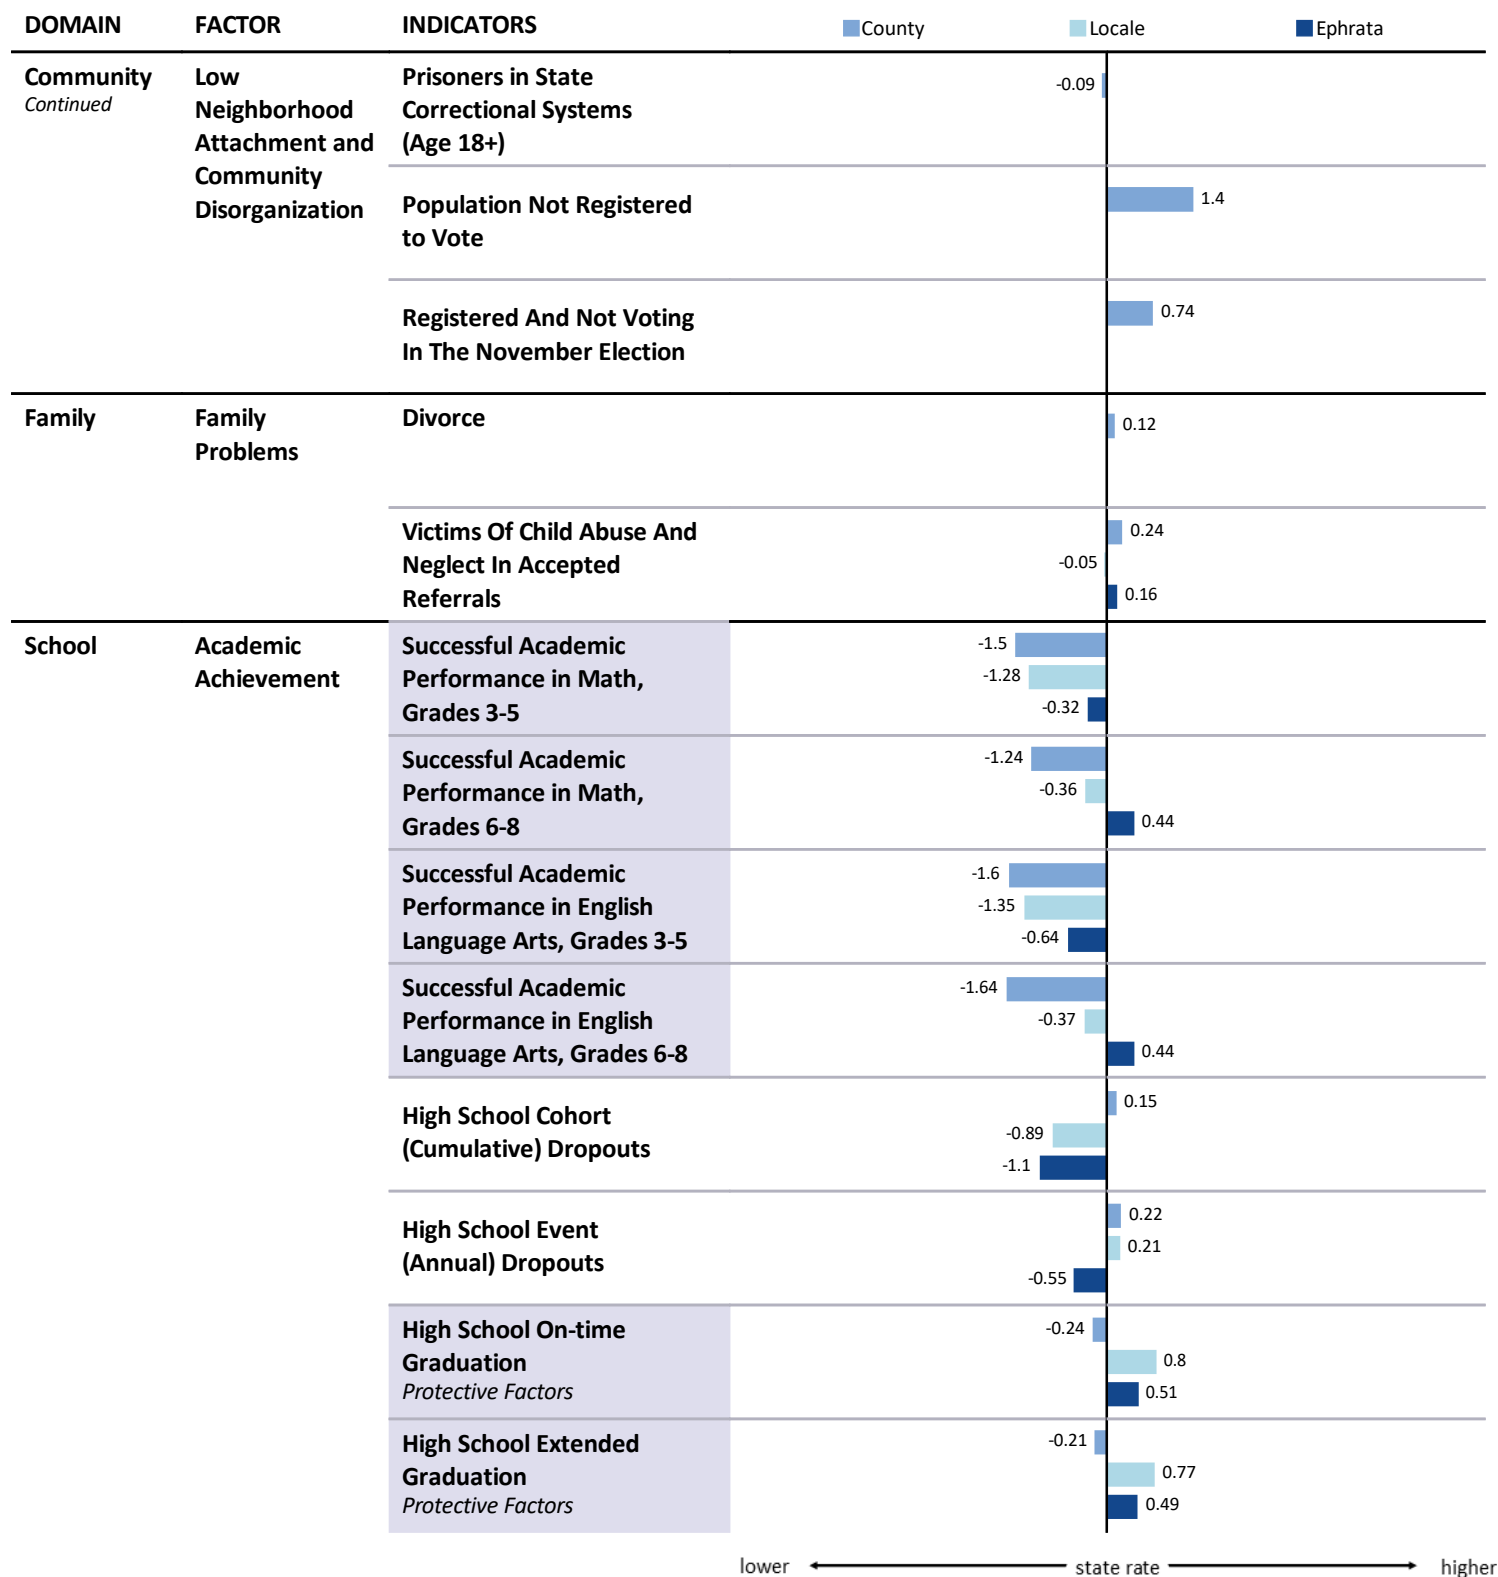 DOMAIN FACTOR INDICATORS County Locale Ephrata
Community
Continued
Low
Neighborhood
Attachment and
Community
Disorganization
Prisoners in State
Correctional Systems
(Age 18+)
-0.09
Population Not Registered
to Vote
1.4
Registered And Not Voting
In The November Election
0.74
Family
Family
Problems
Divorce
0.12
Victims Of Child Abuse And
Neglect In Accepted
Referrals
0.24
-0.05
0.16
School
Academic
Achievement
Successful Academic
Performance in Math,
Grades 3-5
-1.5
-1.28
-0.32
Successful Academic
Performance in Math,
Grades 6-8
-1.24
-0.36
0.44
Successful Academic
Performance in English
Language Arts, Grades 3-5
-1.6
-1.35
-0.64
Successful Academic
Performance in English
Language Arts, Grades 6-8
-1.64
-0.37
0.44
High School Cohort
(Cumulative) Dropouts
0.15
-0.89
-1.1
High School Event
(Annual) Dropouts
0.22
0.21
-0.55
High School On-time
Graduation
Protective Factors
-0.24
0.8
0.51
High School Extended
Graduation
Protective Factors
-0.21
0.77
0.49
lower state rate higher